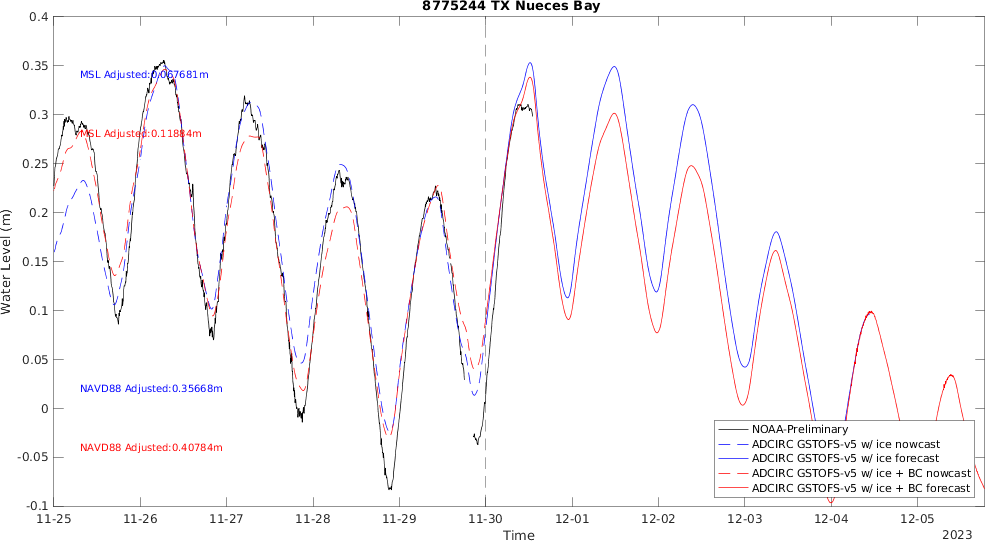 8775244 TX Nueces Bay
0.4
0.35
0.3
0.25
0.2
0.15
0.1
0.05
0
-0.05
-0.1
Water Level (m)
MSL Adjusted:0.067681m
MSL Adjusted:0.11884m
NAVD88 Adjusted:0.35668m
NAVD88 Adjusted:0.40784m
NOAA-Preliminary
ADCIRC GSTOFS-v5 w/ ice nowcast
ADCIRC GSTOFS-v5 w/ ice forecast
ADCIRC GSTOFS-v5 w/ ice + BC nowcast
ADCIRC GSTOFS-v5 w/ ice + BC forecast
11-25 11-26 11-27 11-28 11-29 11-30 12-01 12-02 12-03 12-04 12-05
Time
2023